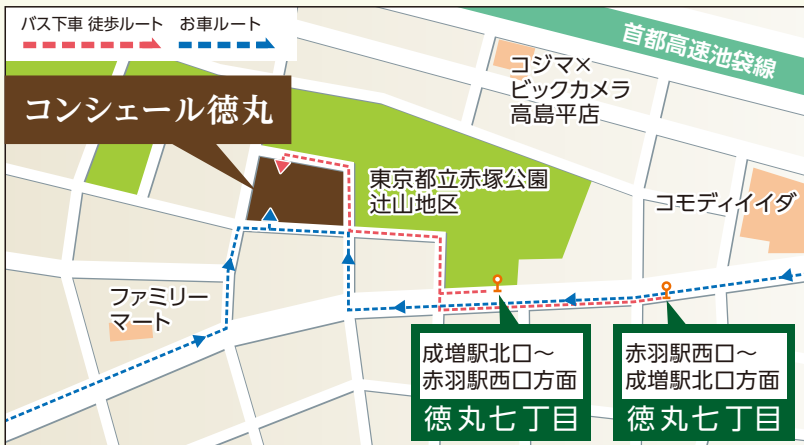 バス下車 徒歩ルート お車ルート
首都高速池袋線
コジマ×
ビックカメラ
高島平店
コンシェール徳丸
東京都立赤塚公園
辻山地区
コモディイイダ
ファミリー
マート
成増駅北口〜
赤羽駅西口方面
徳丸七丁目
赤羽駅西口〜
成増駅北口方面
徳丸七丁目